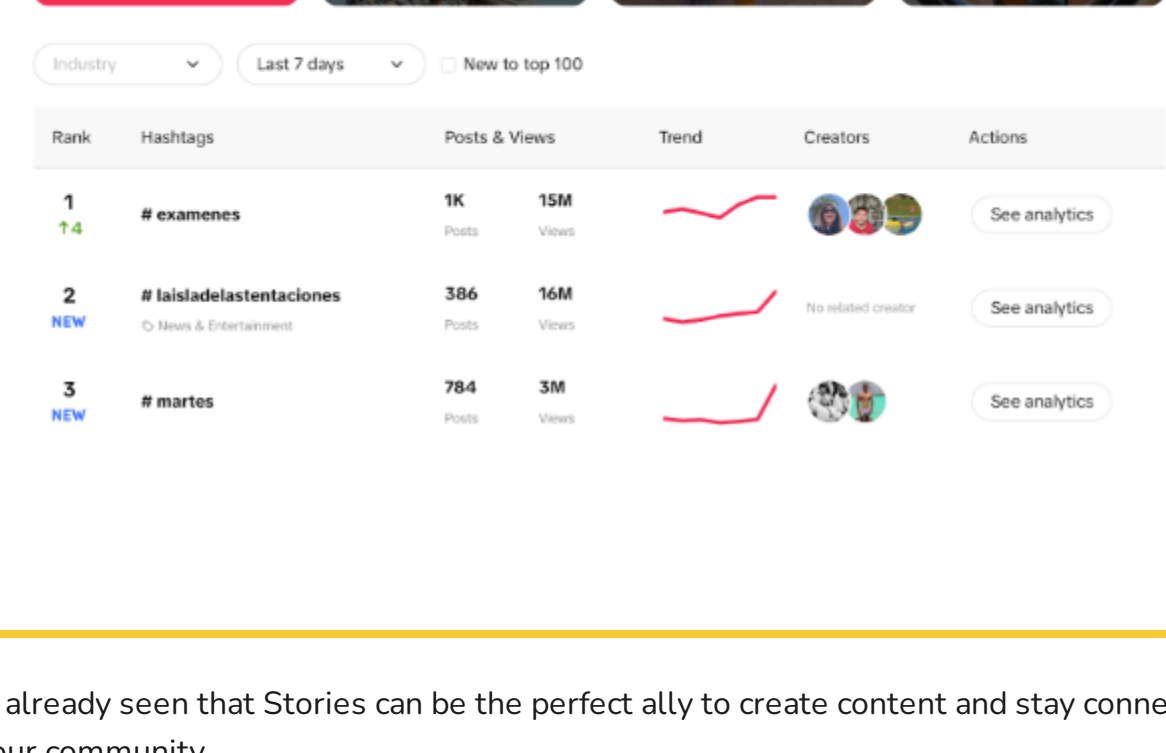 Industry Last 7 days New to top 100
Rank Hashtags Posts & Views Trend Creators Actions
1 # examenes 1K 15M See analytics
↑4 Posts Views
2 # laisladelastentaciones 386 16M No related creator See analytics
NEW News & Entertainment Posts Views
3 # martes 784 3M See analytics
NEW Posts Views
already seen that Stories can be the perfect ally to create content and stay conne
our community